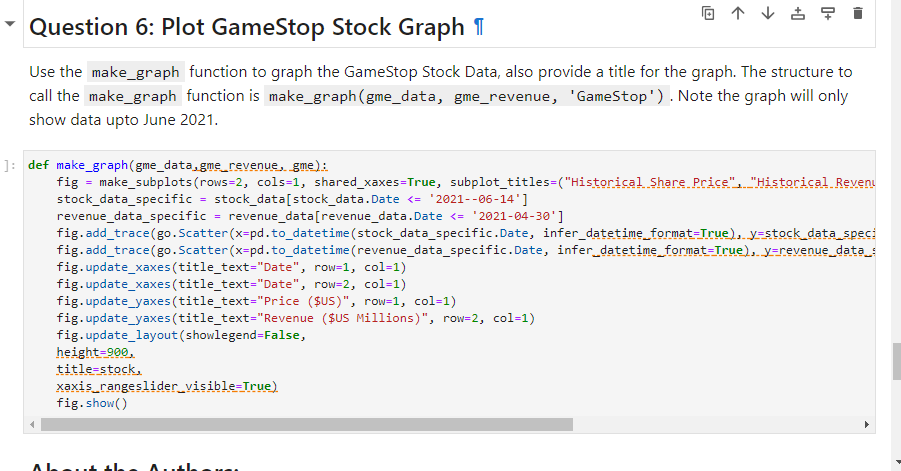 Question 6: Plot GameStop Stock Graph ¶
Use the make_graph function to graph the GameStop Stock Data, also provide a title for the graph. The structure to
call the make_graph function is make_graph(gme_data, gme_revenue, 'GameStop') . Note the graph will only
show data upto June 2021.
]: def make_graph(gme_data,gme_revenue, gme):
fig = make_subplots(rows=2, cols=1, shared_xaxes=True, subplot_titles=("Historical Share Price", "Historical Revenu
stock_data_specific = stock_data[stock_data.Date <= '2021--06-14']
revenue_data_specific = revenue_data[revenue_data.Date <= '2021-04-30']
fig.add_trace(go.Scatter(x=pd.to_datetime(stock_data_specific.Date, infer_datetime_format=True), y=stock_data_speci
fig.add_trace(go.Scatter(x=pd.to_datetime(revenue_data_specific.Date, infer_datetime_format=True), y=revenue_data_s
fig.update_xaxes(title_text="Date", row=1, col=1)
fig.update_xaxes(title_text="Date", row=2, col=1)
fig.update_yaxes(title_text="Price ($US)", row=1, col=1)
fig.update_yaxes(title_text="Revenue ($US Millions)", row=2, col=1)
fig.update_layout(showlegend=False,
height=900,
title=stock,
xaxis_rangeslider_visible=True)
fig.show()
About the Authors: